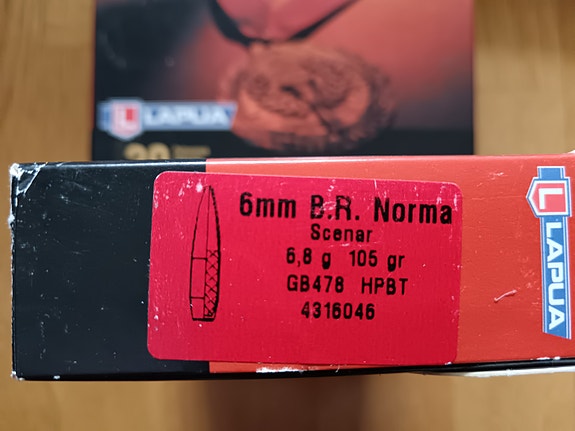 LAPUA
6mm B.R. Norma
Scenar
6,8 g 105 gr
GB478 HPBT
4316046
L LAPUA